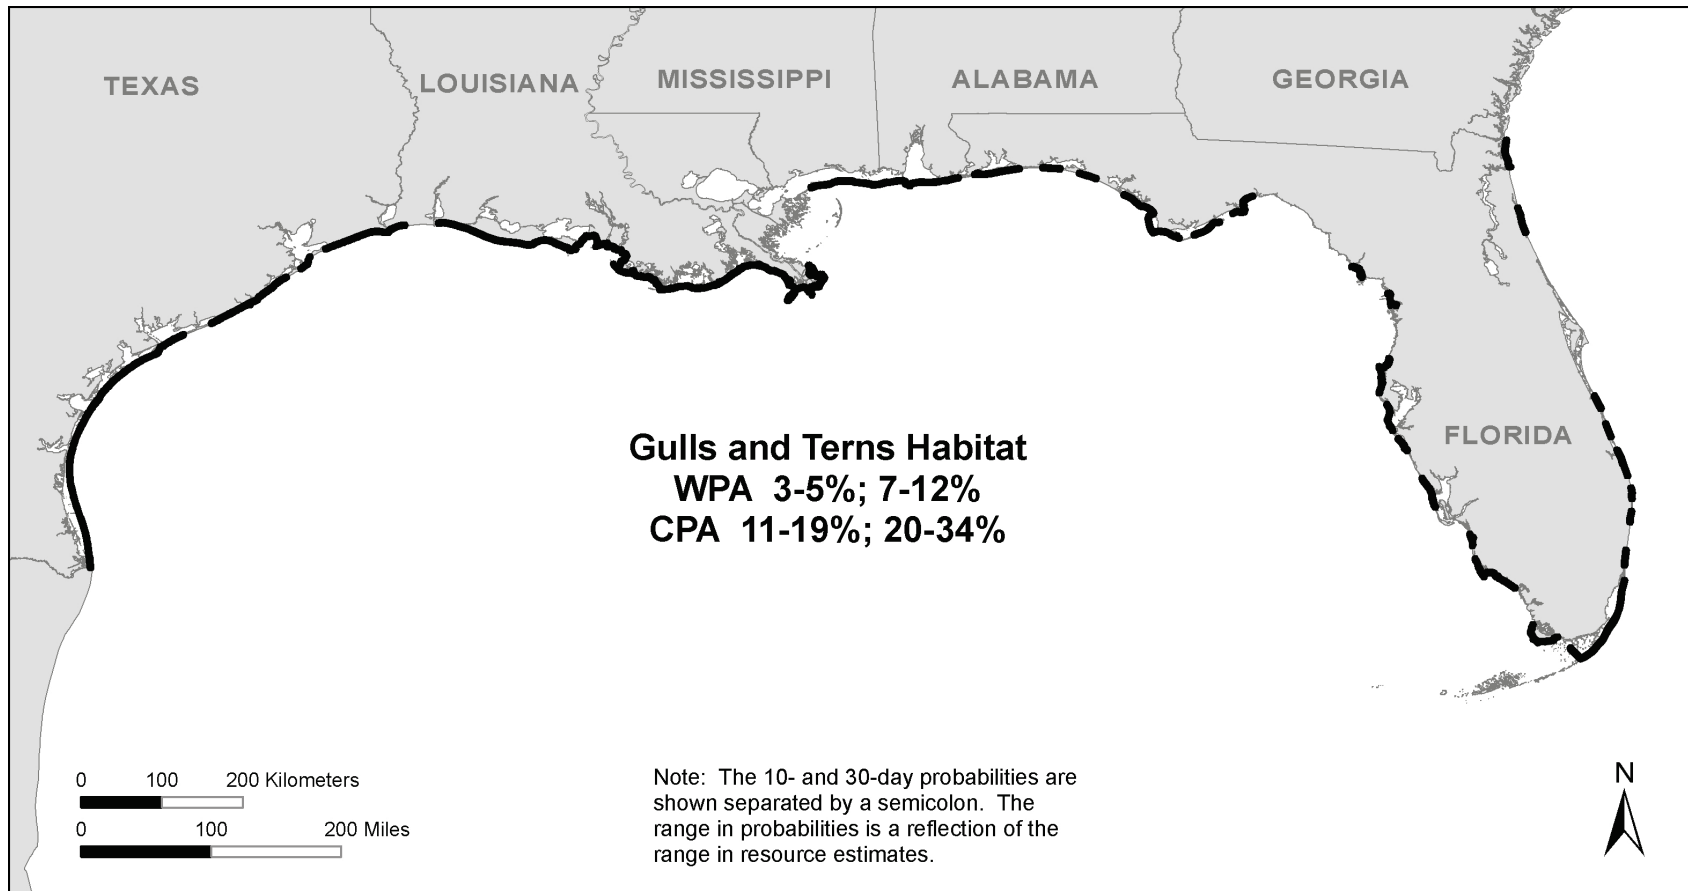 TEXAS
LOUISIANA
MISSISSIPPI
ALABAMA
GEORGIA
FLORIDA
Gulls and Terns Habitat
WPA 3-5%; 7-12%
CPA 11-19%; 20-34%
0 100 200 Kilometers
0 100 200 Miles
Note: The 10- and 30-day probabilities are
shown separated by a semicolon. The
range in probabilities is a reflection of the
range in resource estimates.
N